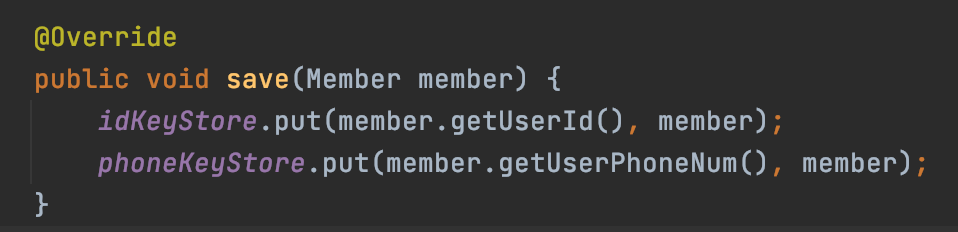 @Override
public void save(Member member) {
    idKeyStore.put(member.getUserId(), member);
    phoneKeyStore.put(member.getUserPhoneNum(), member);
}